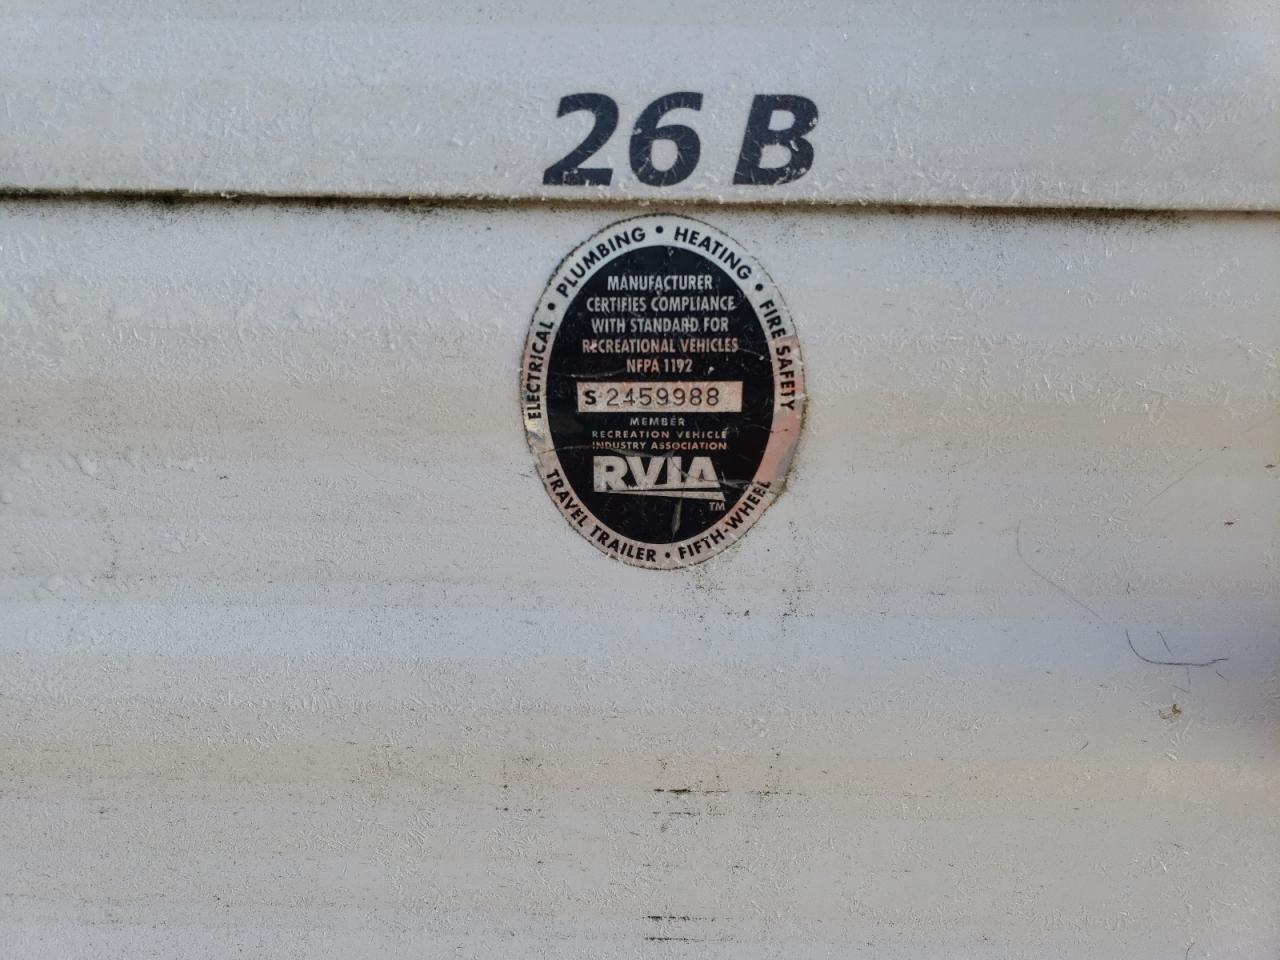 26 B
ELECTRICAL • PLUMBING • HEATING • FIRE SAFETY
MANUFACTURER
CERTIFIES COMPLIANCE
WITH STANDARD FOR
RECREATIONAL VEHICLES
NFPA 1192
S-2459988
MEMBER
RECREATION VEHICLE
INDUSTRY ASSOCIATION
RVIA
TM
TRAVEL TRAILER • FIFTH-WHEEL